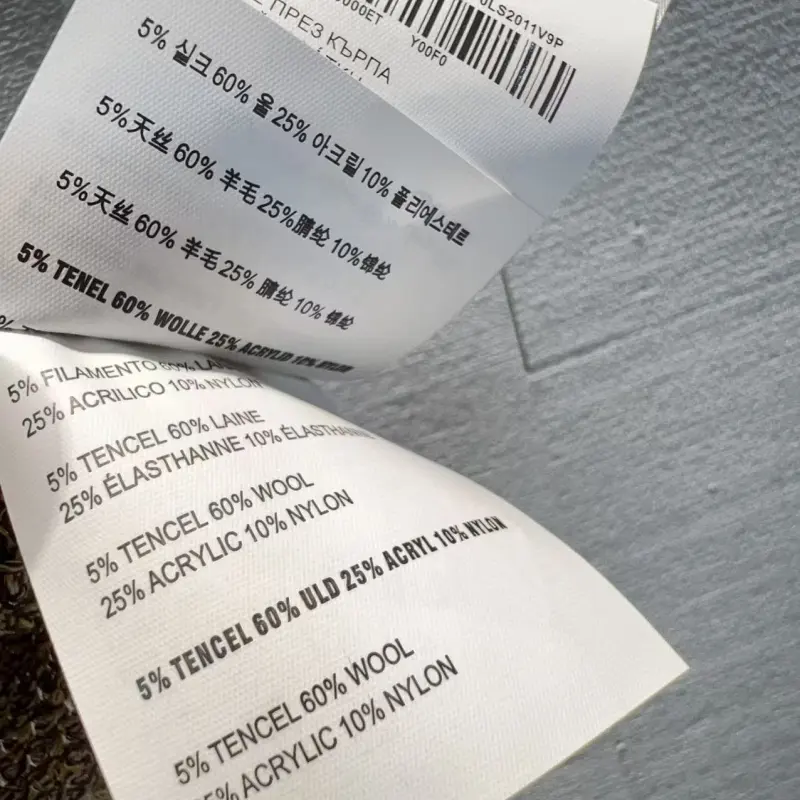 0LS2011V9P
0000ET
Y00F0
Е ПРЕЗ КЪРПА
5% 실크 60% 울 25% 아크릴 10% 폴리에스테르
5%天丝 60% 羊毛 25%腈纶 10%锦纶
5%天丝 60% 羊毛 25% 腈纶 10% 锦纶
5% TENEL 60% WOLLE 25% ACRYLID 10% NYLON
5% FILAMENTO 60% LANA
25% ACRILICO 10% NYLON
5% TENCEL 60% LAINE
25% ÉLASTHANNE 10% ÉLASTHANNE
5% TENCEL 60% WOOL
25% ACRYLIC 10% NYLON
5% TENCEL 60% ULD 25% ACRYL 10% NYLON
5% TENCEL 60% WOOL
5% ACRYLIC 10% NYLON